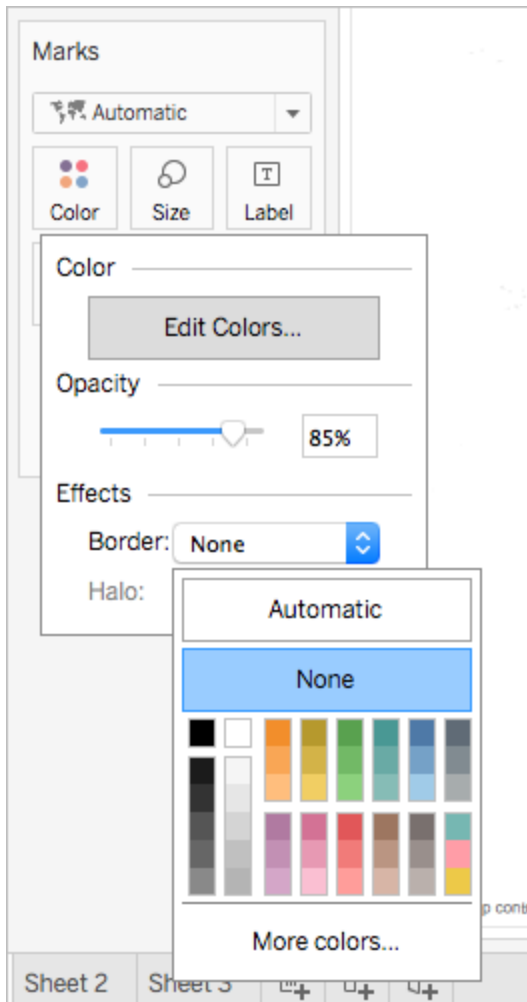 Marks
Automatic
Color Size Label
T
Color
Edit Colors...
Opacity
85%
Effects
Border: None
Halo:
Automatic
None
More colors...
Sheet 2 Sheet 3